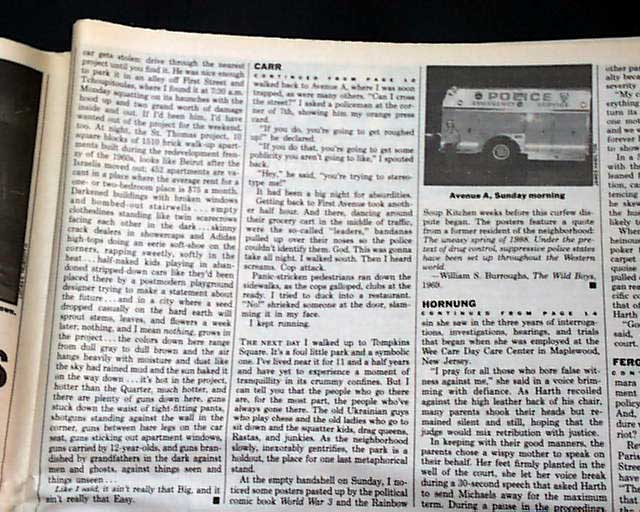 car gets stolen: drive through the nearest
project until you find it. He was nice enough
to park it in an alley off First Street and
Tchoupitoulas, where I found it at 7:30 a.m.
Monday squatting on its haunches with the
hood up and two grand worth of damage
inside and out. If I'd been him, I'd have
wanted out of the project for the weekend,
too. At night, the St. Thomas project, 10
square blocks of 1510 brick walk-up apart-
ments built during the redevelopment fren-
zy of the 1960s, looks like Beirut after the
Israelis moved out; 452 apartments are va-
cant in a place where the average rent for a
one- or two-bedroom place is $75 a month.
Darkened buildings with broken windows
and bombed-out stairwells . . . empty
clotheslines standing like twin scarecrows
facing each other in the dark . . . skinny
crack dealers in showercaps and Adidas
high-tops doing an eerie soft-shoe on the
corners, rapping sweetly, softly in the
heat . . . half-naked kids playing in aban-
doned stripped-down cars like they'd been
placed there by a postmodern playground
designer trying to make a statement about
the future . . . and in a city where a seed
dropped casually on the hard earth will
sprout stems, leaves, and flowers a week
later, nothing, and I mean nothing, grows in
the project . . . the colors down here range
from dull gray to dull brown and the air
hangs heavily with moisture and dust like
the sky had rained mud and the sun baked it
on the way down . . . it's hot in the project,
hotter than the Quarter, much hotter, and
there are plenty of guns down here, guns
stuck down the waist of tight-fitting pants,
shotguns standing against the wall in the
corner, guns between bare legs on the car
seat, guns sticking out apartment windows,
guns carried by 12-year-olds, and guns bran-
dished by grandfathers in the dark against
men and ghosts, against things seen and
things unseen . . .
Like I said, it ain't really that Big, and it
ain't really that Easy.
CARR
CONTINUED FROM PAGE
walked back to Avenue A, where I was soon
trapped, as were many others. "Can I cross
the street?" I asked a policeman at the cor-
ner of 7th, showing him my orange press
card.
"If you do, you're going to get roughed
up!" he declared.
"If you do that, you're going to get some
publicity you aren't going to like," I spouted
back.
"Hey," he said, "you're trying to stereo-
type me!"
It had been a big night for absurdities.
Getting back to First Avenue took anoth-
er half hour. And there, dancing around
their grocery cart in the middle of traffic,
were the so-called "leaders," bandanas
pulled over their noses so the police
couldn't identify them. God. This was gonna
take all night. I walked south. Then I heard
screams. Cop attack.
Panic-stricken pedestrians ran down the
sidewalks, as the cops galloped, clubs at the
ready. I tried to duck into a restaurant.
"No!" shrieked someone at the door, slam-
ming it in my face.
I kept running.
THE NEXT DAY I walked up to Tompkins
Square. It's a foul little park and a symbolic
one. I've lived near it for 11 and a half years
and have yet to experience a moment of
tranquility in its crummy confines. But I
can tell you that the people who go there
are, for the most part, the people who've
always gone there. The old Ukrainian guys
who play chess and the old ladies who go to
sit down and the squatter kids, drag queens,
Rastas, and junkies. As the neighborhood
slowly, inexorably gentrifies, the park is a
holdout, the place for one last metaphorical
stand.
At the empty bandshell on Sunday, I no-
ticed some posters pasted up by the political
comic book World War 3 and the Rainbow
POLICE
EMERGENCY SERVICE
Avenue A, Sunday morning
Soup Kitchen weeks before this curfew dis-
pute began. The posters feature a quote
from a former resident of the neighborhood:
The uneasy spring of 1988. Under the pre-
text of drug control, suppressive police states
have been set up throughout the Western
world.
—William S. Burroughs, The Wild Boys,
1969.
HORNUNG
CONTINUED FROM PAGE 14
sin she saw in the three years of interroga-
tions, investigations, hearings, and trials
that began when she was employed at the
Wee Care Day Care Center in Maplewood,
New Jersey.
"I pray for all those who bore false wit-
ness against me," she said in a voice brim-
ming with defiance. As Harth recoiled
against the high leather back of his chair,
many parents shook their heads but re-
mained silent and still, hoping that the
judge would mix retribution with justice.
In keeping with their good manners, the
parents chose a wispy mother to speak on
their behalf. Her feet firmly planted in the
well of the court, she let her voice break
during a 30-second speech that asked Harth
to send Michaels away for the maximum
term. During a pause in the proceedings